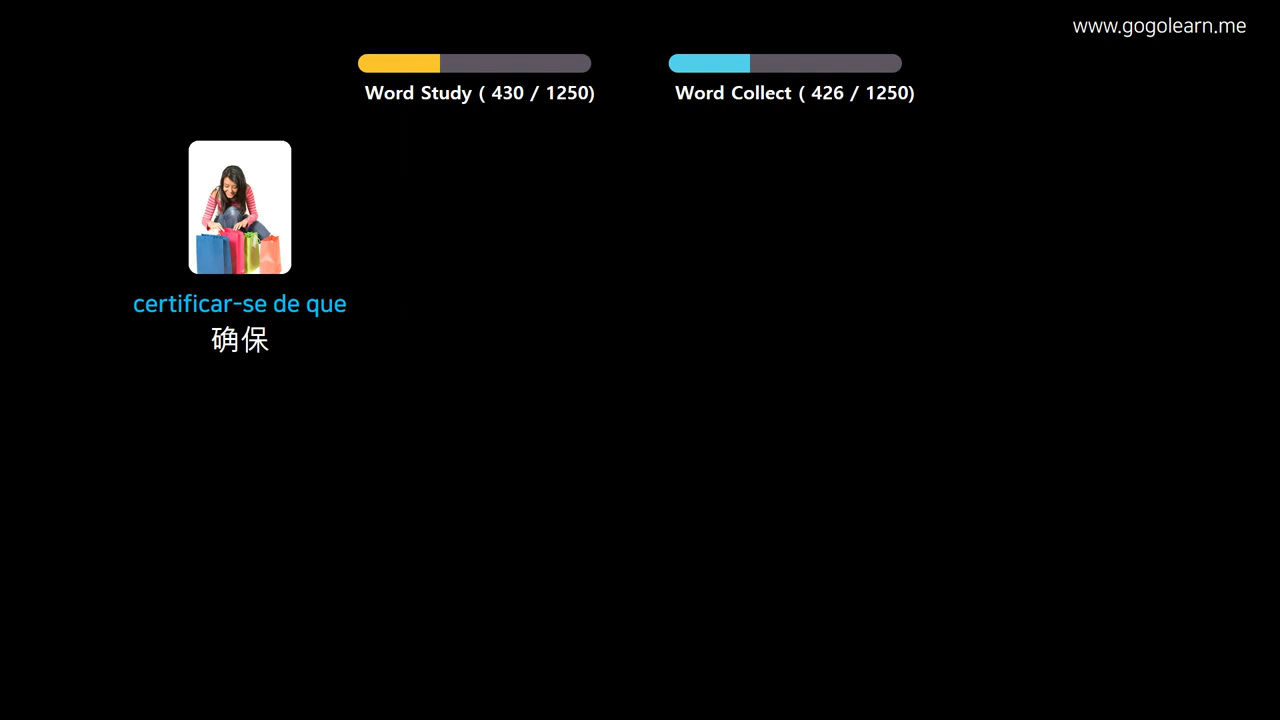 www.gogolearn.me
Word Study ( 430 / 1250)
Word Collect ( 426 / 1250)
certificar-se de que
确保